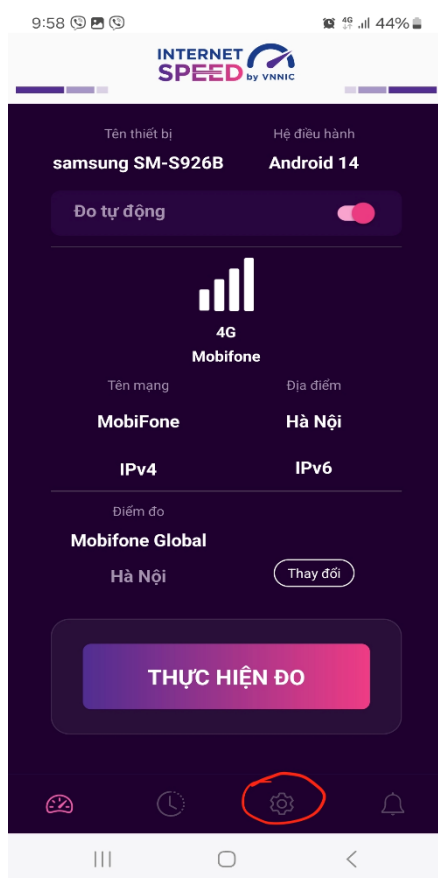 9:58 4G 44%
INTERNET
SPEED by VNNIC
Tên thiết bị Hệ điều hành
samsung SM-S926B Android 14
Đo tự động
4G
Mobifone
Tên mạng Địa điểm
MobiFone Hà Nội
IPv4 IPv6
Điểm đo
Mobifone Global
Hà Nội Thay đổi
THỰC HIỆN ĐO